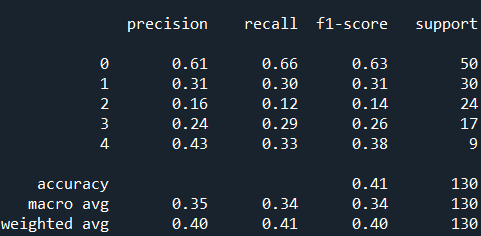 precision recall f1-score support
0 0.61 0.66 0.63 50
1 0.31 0.30 0.31 30
2 0.16 0.12 0.14 24
3 0.24 0.29 0.26 17
4 0.43 0.33 0.38 9
accuracy 0.41 130
macro avg 0.35 0.34 0.34 130
weighted avg 0.40 0.41 0.40 130